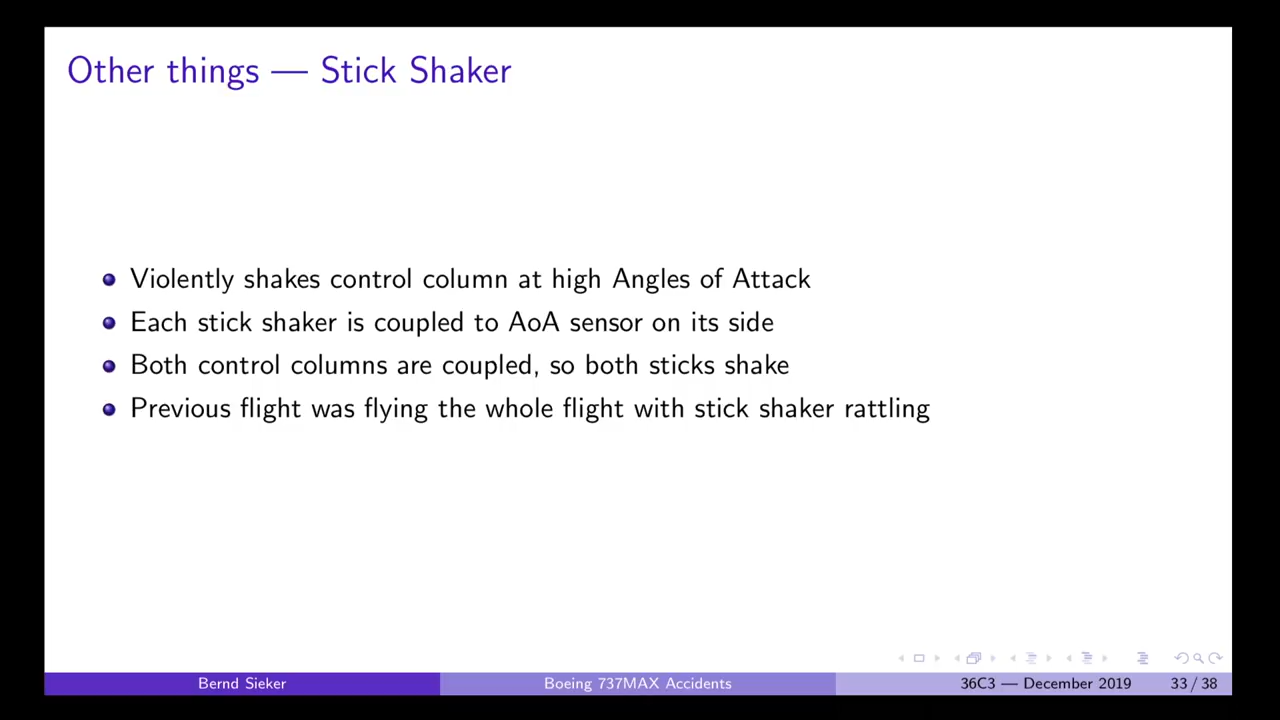 Other things — Stick Shaker
Violently shakes control column at high Angles of Attack
Each stick shaker is coupled to AoA sensor on its side
Both control columns are coupled, so both sticks shake
Previous flight was flying the whole flight with stick shaker rattling
Bernd Sieker
Boeing 737MAX Accidents
36C3 — December 2019
33 / 38